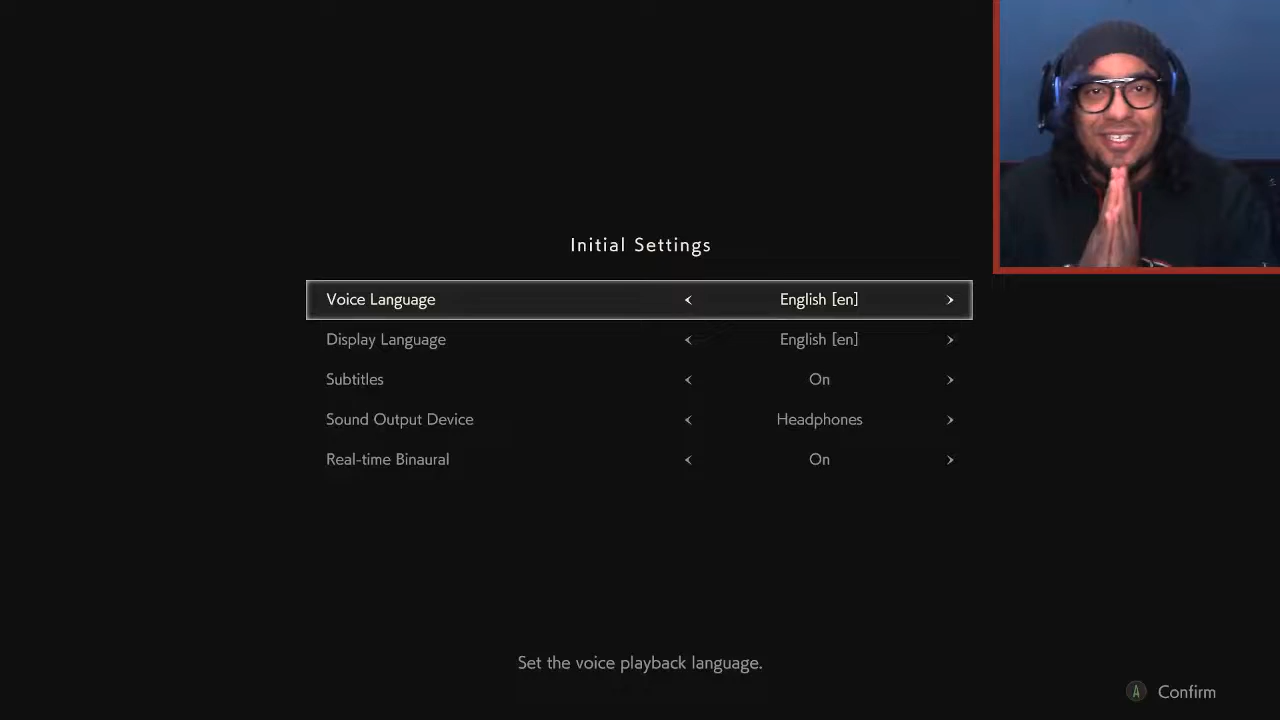 Initial Settings
Voice Language < English [en] >
Display Language < English [en] >
Subtitles < On >
Sound Output Device < Headphones >
Real-time Binaural < On >
Set the voice playback language.
A Confirm